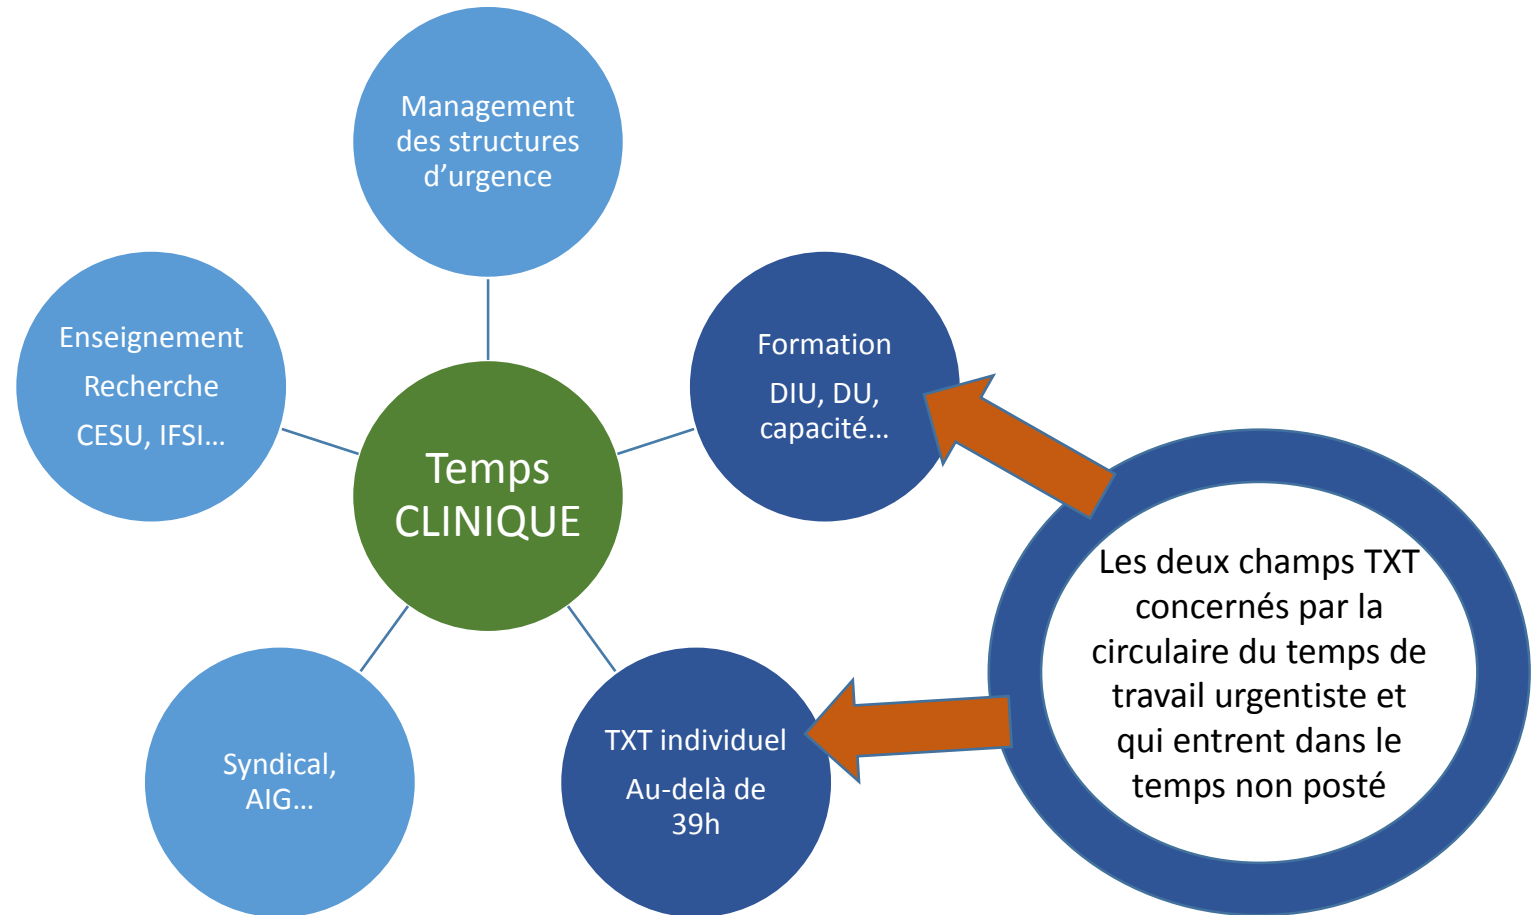 Management
des structures
d’urgence
Enseignement
Recherche
CESU, IFSI…
Formation
DIU, DU,
capacité…
Temps
CLINIQUE
Syndical,
AIG…
TXT individuel
Au-delà de
39h
Les deux champs TXT
concernés par la
circulaire du temps de
travail urgentiste et
qui entrent dans le
temps non posté